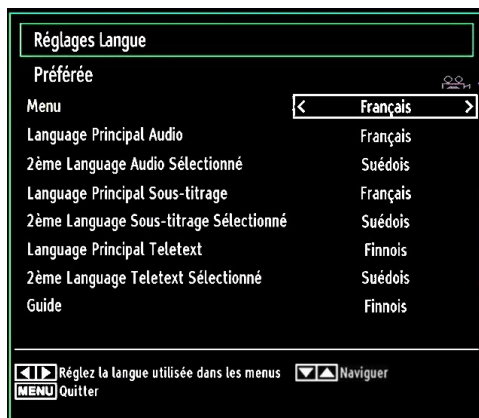 Réglages Langue
Préférée
Menu < Français >
Language Principal Audio Français
2ème Language Audio Sélectionné Suédois
Language Principal Sous-titrage Français
2ème Language Sous-titrage Sélectionné Suédois
Language Principal Teletext Finnois
2ème Language Teletext Sélectionné Suédois
Guide Finnois
Réglez la langue utilisée dans les menus Naviguer
MENU Quitter